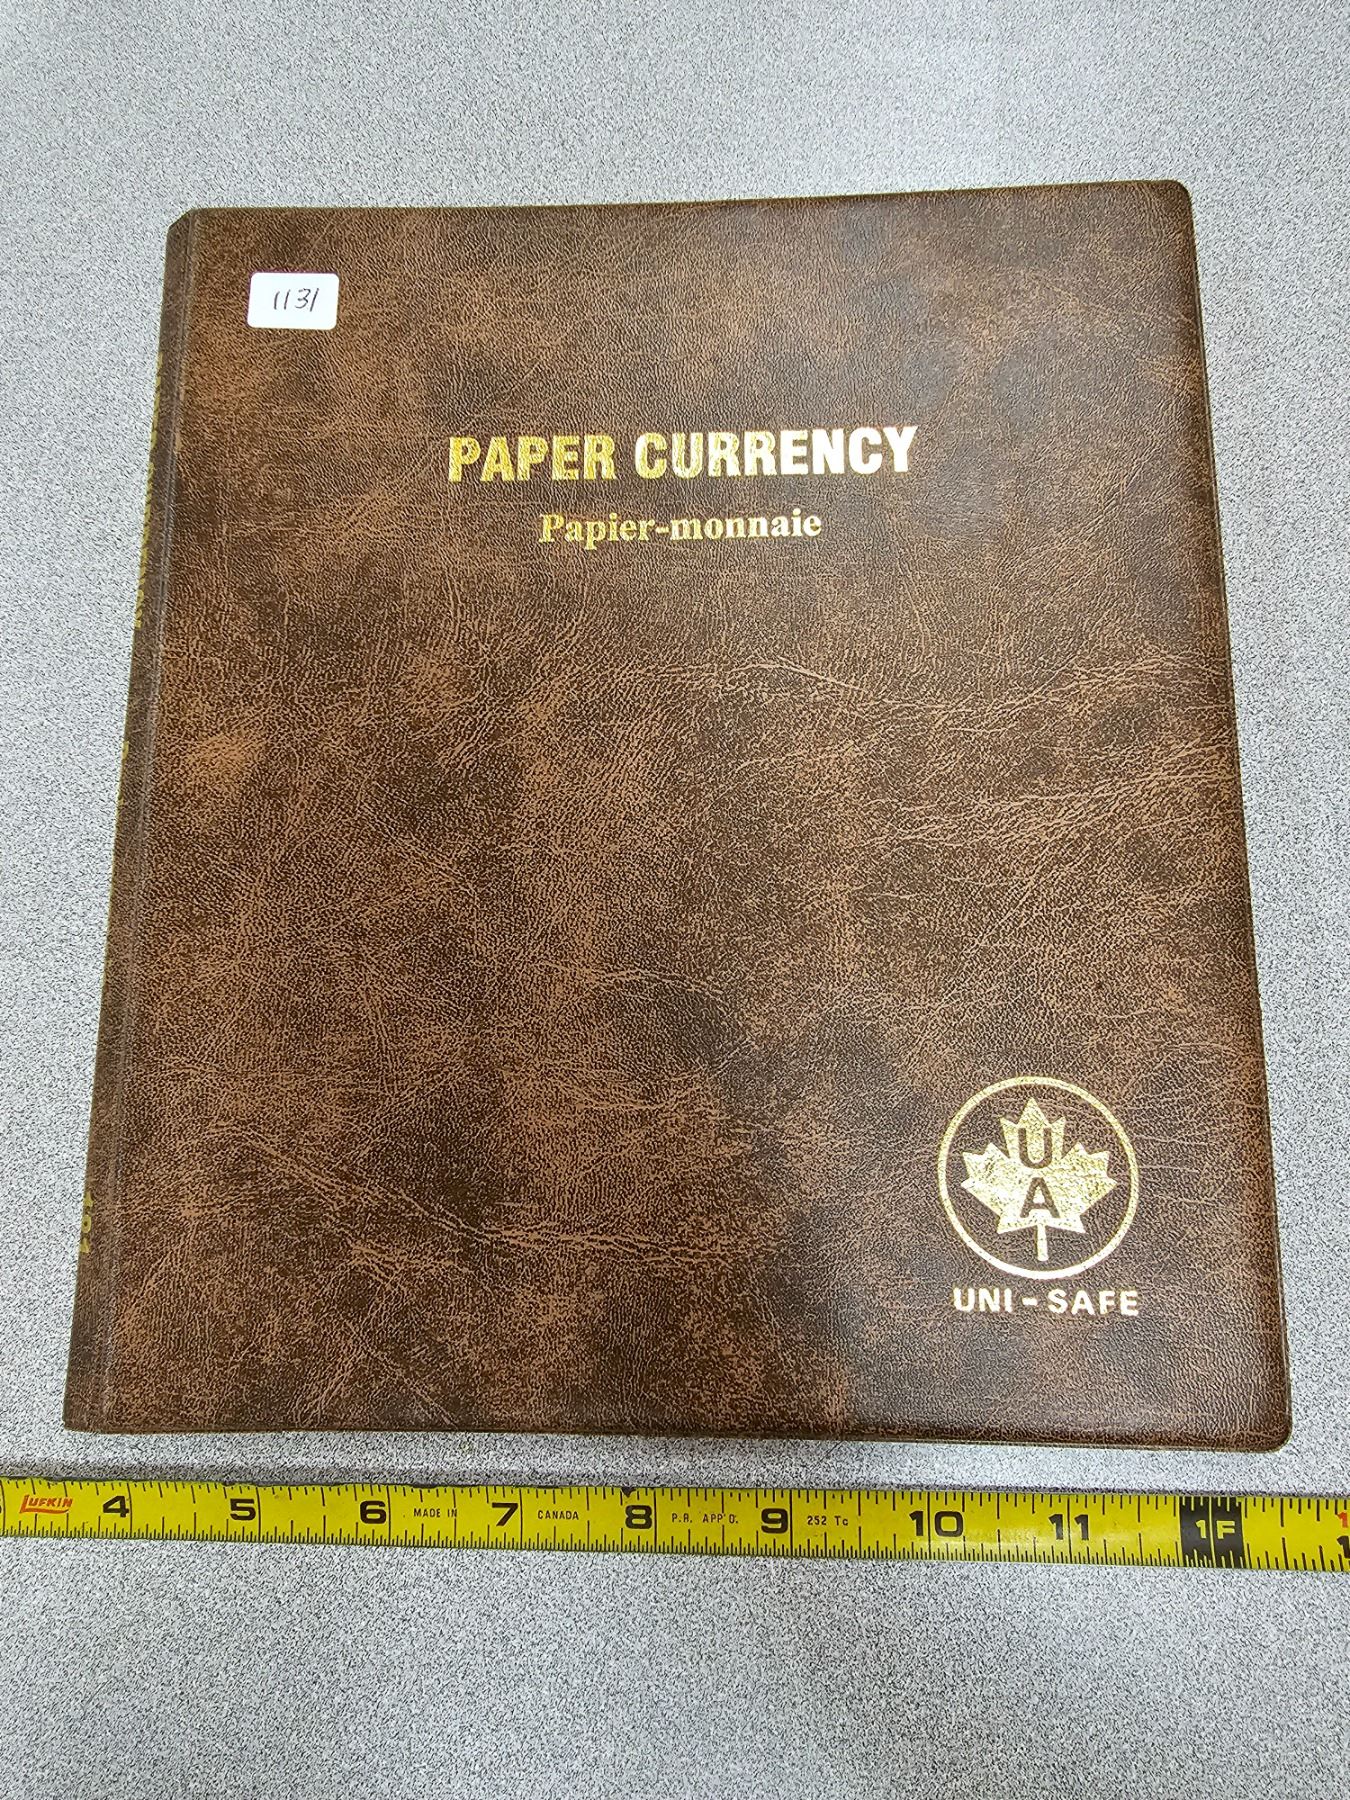 1131
PAPER CURRENCY
Papier-monnaie
U
A
UNI-SAFE
LUFKIN 4 5 6 MADE IN 7 CANADA 8 P.A. APP'D. 9 252 Tc 10 11 1F